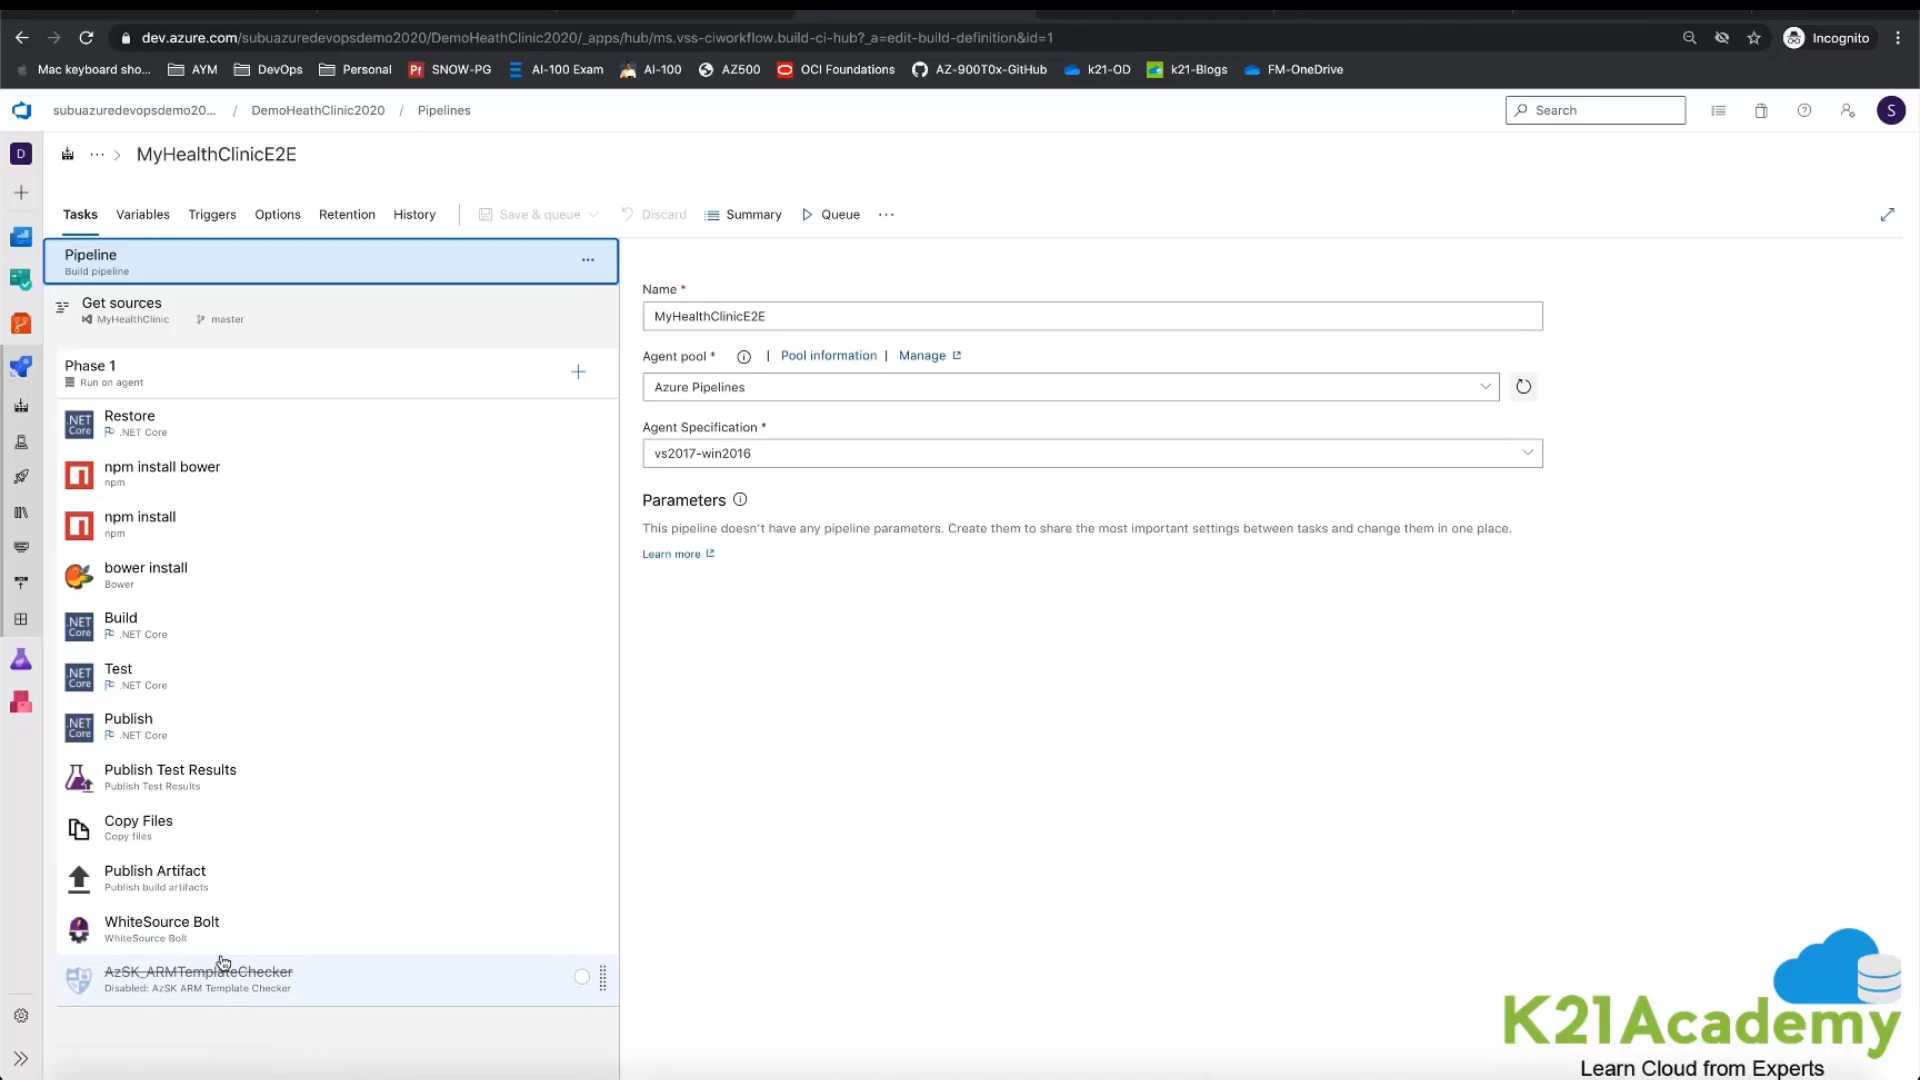 dev.azure.com/subuazuredevopsdemo2020/DemoHeathClinic2020/_apps/hub/ms.vss-ciworkflow.build-ci-hub?_a=edit-build-definition&id=1
Incognito
Mac keyboard sho... AYM DevOps Personal SNOW-PG AI-100 Exam AI-100 AZ500 OCI Foundations AZ-900T0x-GitHub k21-OD k21-Blogs FM-OneDrive
subuazuredevopsdemo20... / DemoHeathClinic2020 / Pipelines
Search
S
D
MyHealthClinicE2E
Tasks Variables Triggers Options Retention History Save & queue Discard Summary Queue
Pipeline
Build pipeline
Get sources
MyHealthClinic master
Phase 1
Run on agent
.NET Core
Restore
.NET Core
npm install bower
npm
npm install
npm
bower install
Bower
.NET Core
Build
.NET Core
.NET Core
Test
.NET Core
.NET Core
Publish
.NET Core
Publish Test Results
Publish Test Results
Copy Files
Copy files
Publish Artifact
Publish build artifacts
WhiteSource Bolt
WhiteSource Bolt
AzSK_ARMTemplateChecker
Disabled: AzSK ARM Template Checker
Name *
MyHealthClinicE2E
Agent pool * | Pool information | Manage
Azure Pipelines
Agent Specification *
vs2017-win2016
Parameters
This pipeline doesn't have any pipeline parameters. Create them to share the most important settings between tasks and change them in one place.
Learn more
K21Academy
Learn Cloud from Experts